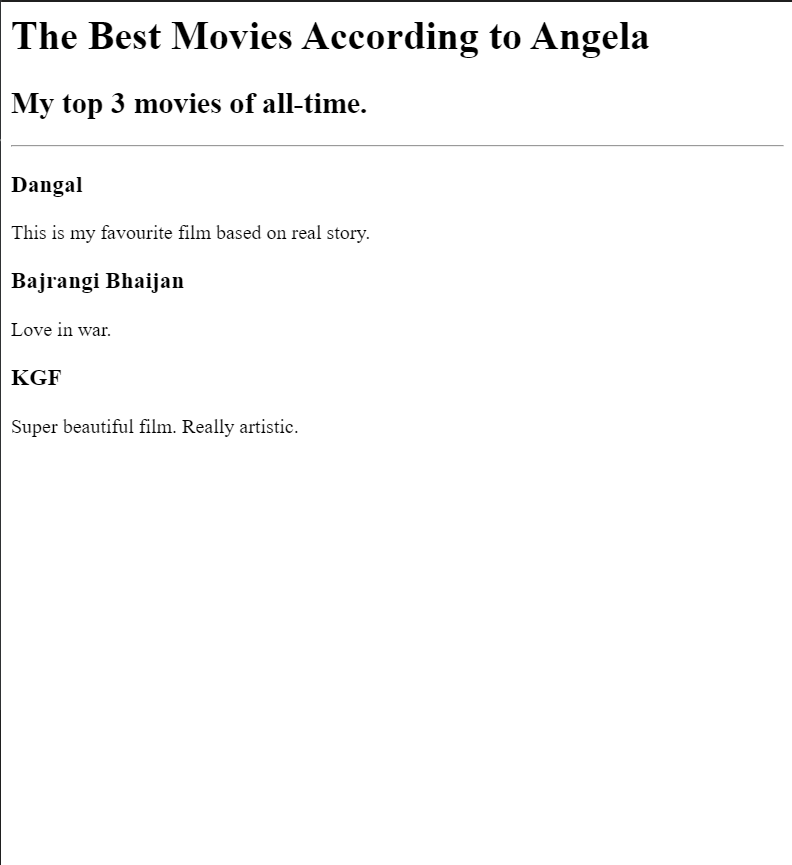 The Best Movies According to Angela
My top 3 movies of all-time.
Dangal
This is my favourite film based on real story.
Bajrangi Bhaijan
Love in war.
KGF
Super beautiful film. Really artistic.